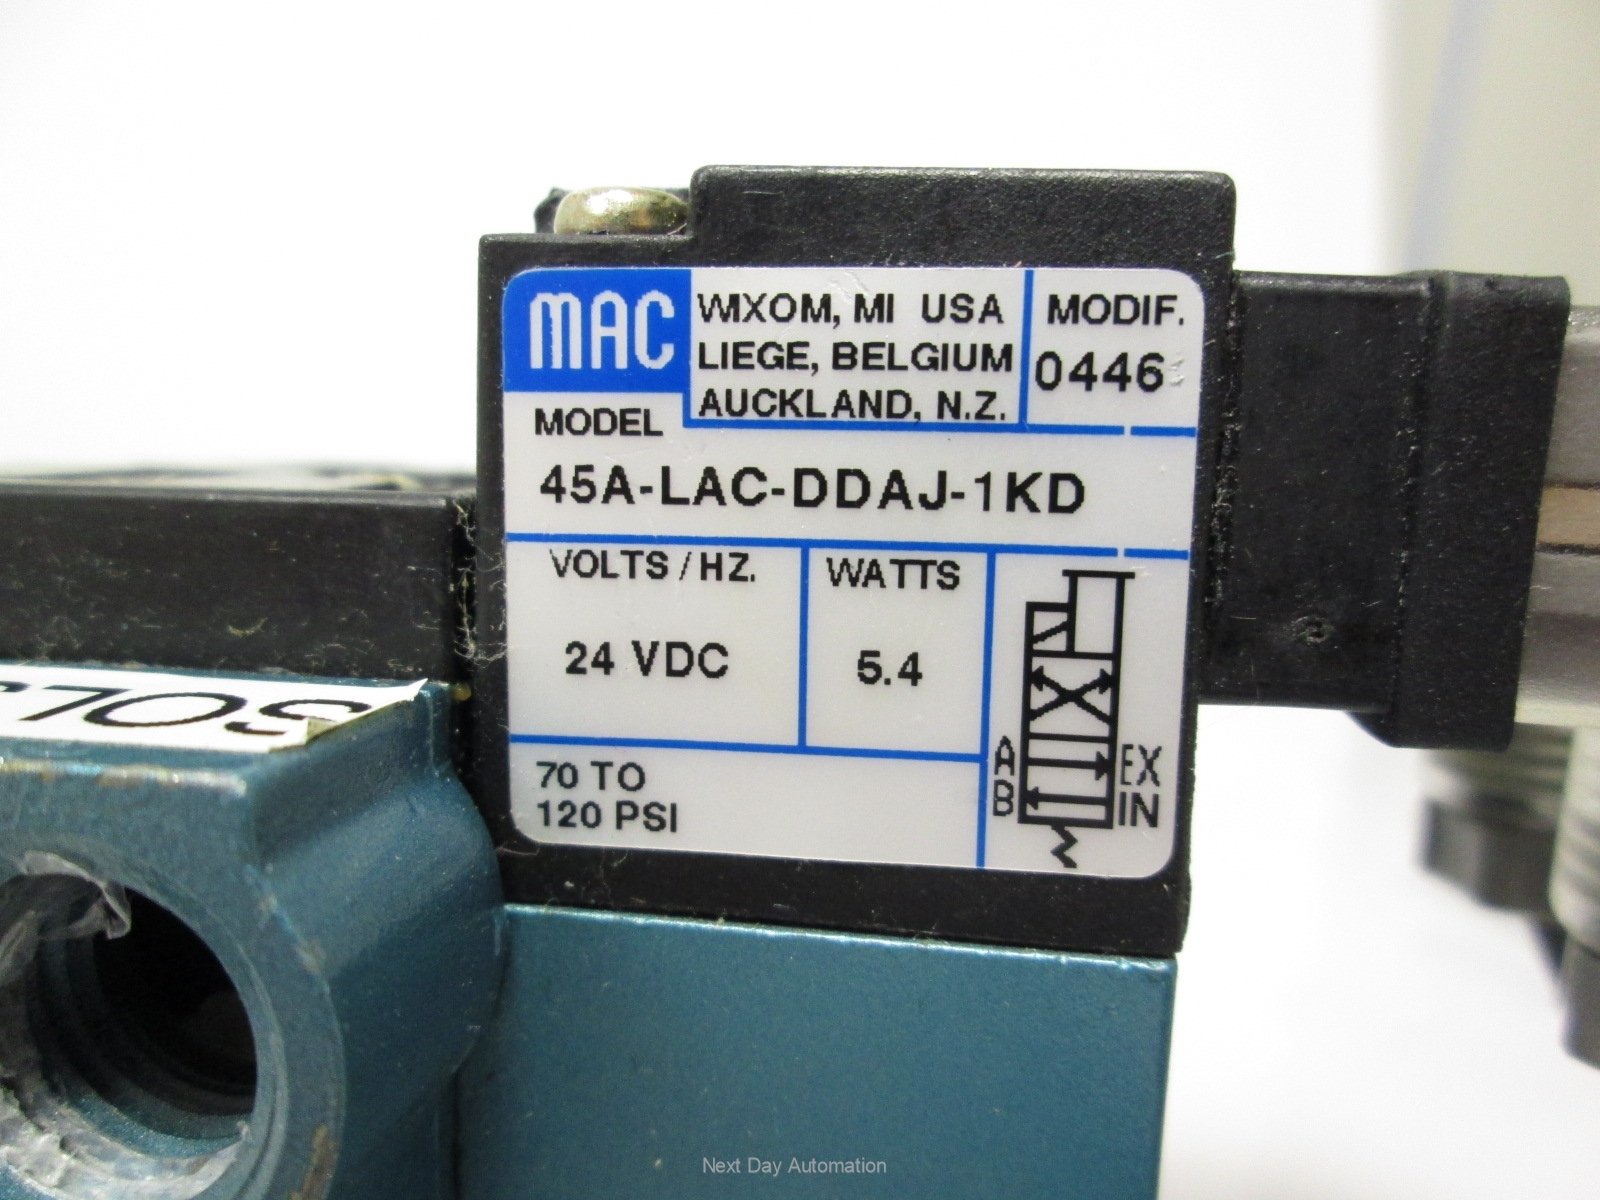 MAC
WIXOM, MI USA
LIEGE, BELGIUM
AUCKLAND, N.Z.
MODIF.
0446
MODEL
45A-LAC-DDAJ-1KD
VOLTS / HZ.
24 VDC
WATTS
5.4
70 TO
120 PSI
A
B
EX
IN
SOL
Next Day Automation